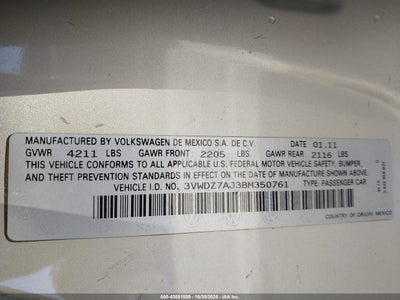 MANUFACTURED BY VOLKSWAGEN DE MEXICO S.A. DE C.V. DATE 01.11
GVWR 4211 LBS GAWR FRONT 2205 LBS GAWR REAR 2116 LBS
THIS VEHICLE CONFORMS TO ALL APPLICABLE U.S. FEDERAL MOTOR VEHICLE SAFETY, BUMPER,
AND THEFT PREVENTION STANDARDS IN EFFECT ON THE DATE OF MANUFACTURE SHOWN ABOVE.
VEHICLE I.D. NO.: 3VWDZ7AJ3BM350761 TYPE: PASSENGER CAR
COUNTRY OF ORIGIN: MEXICO